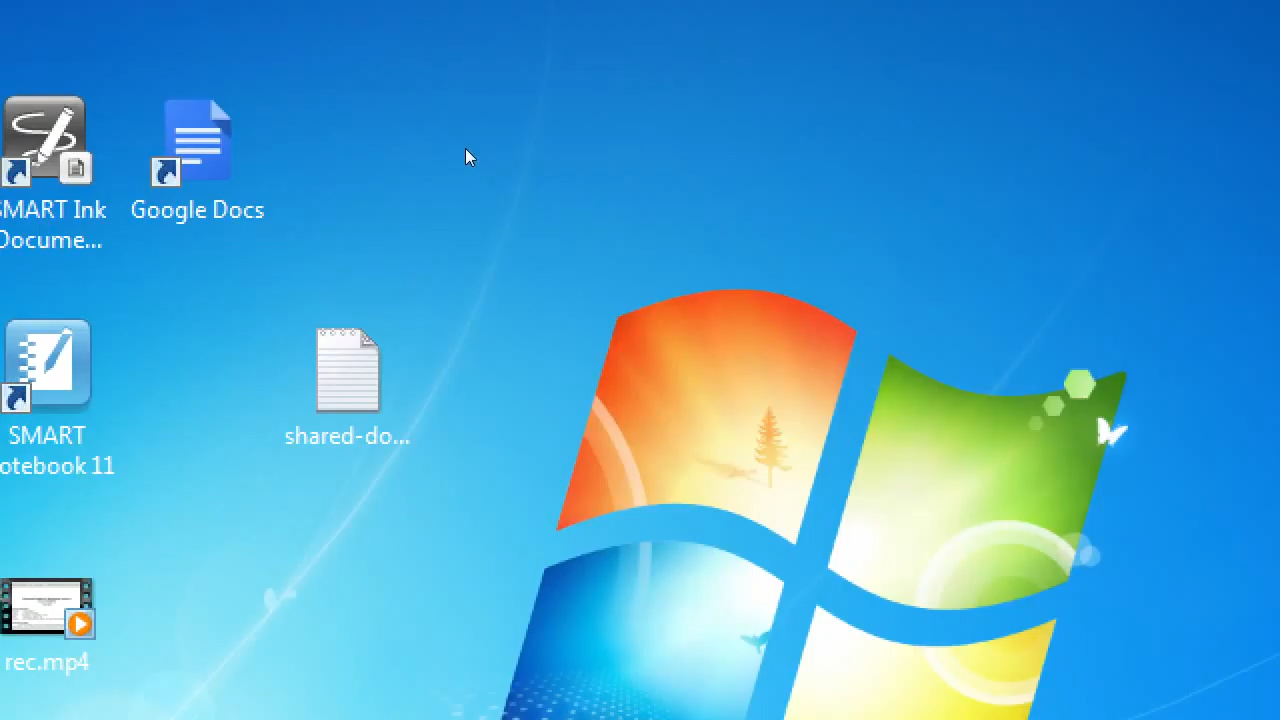 SMART Ink
Docume...
Google Docs
SMART
otebook 11
shared-do...
rec.mp4